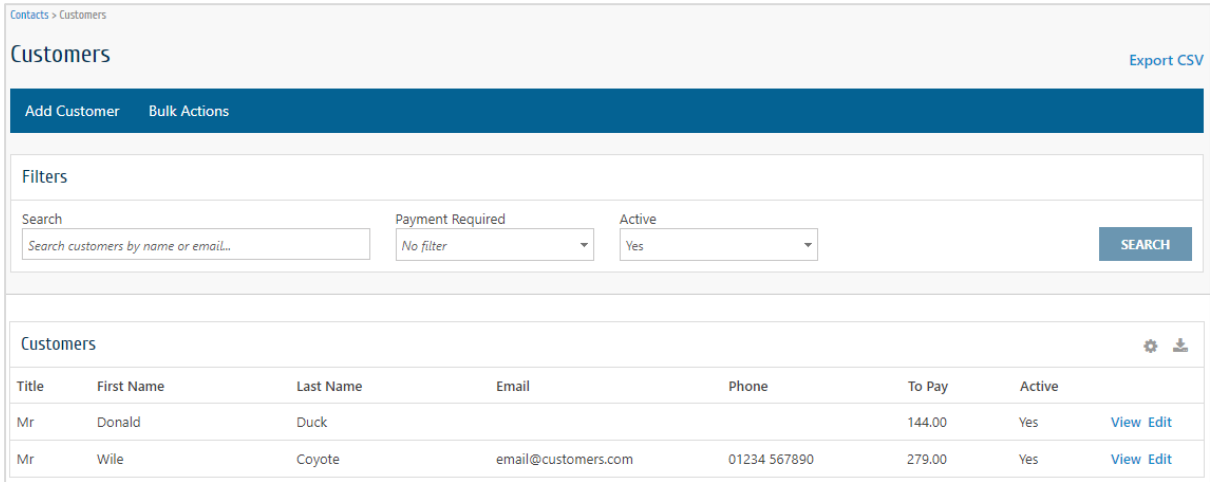 Contacts > Customers
Customers
Export CSV
Add Customer Bulk Actions
Filters
Search Payment Required Active
Search customers by name or email... No filter Yes SEARCH
Customers
Title First Name Last Name Email Phone To Pay Active
Mr Donald Duck 144.00 Yes View Edit
Mr Wile Coyote email@customers.com 01234 567890 279.00 Yes View Edit